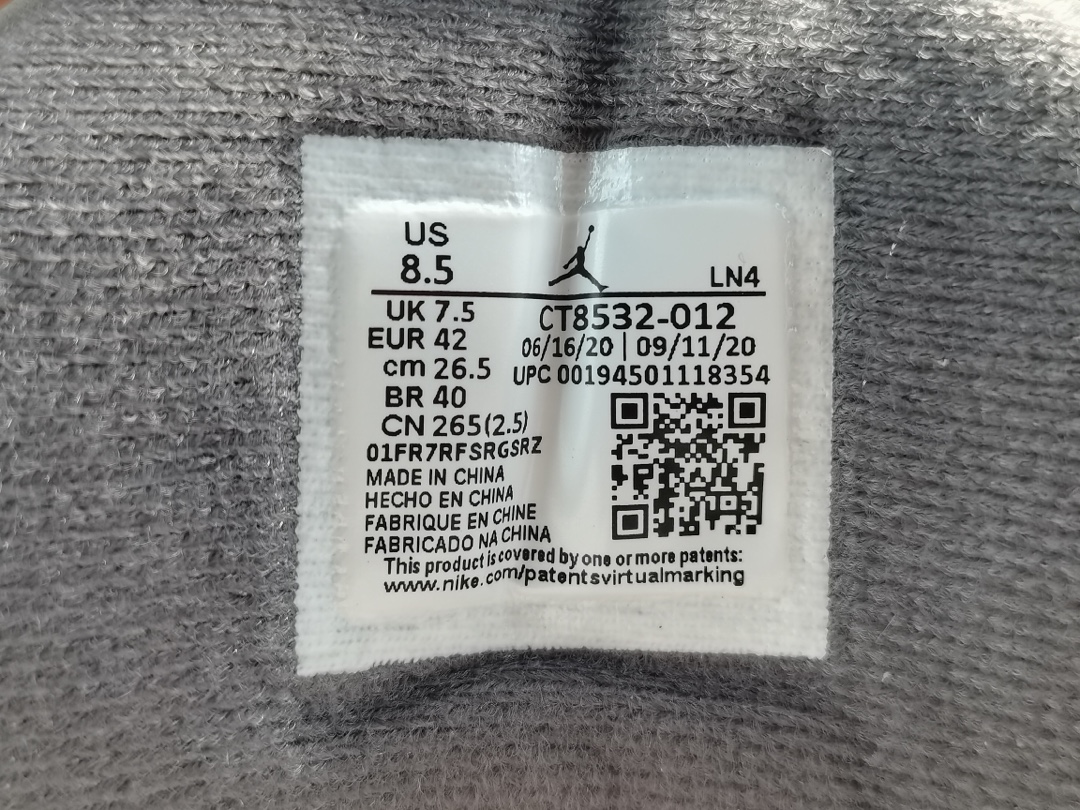 US
8.5
LN4
UK 7.5
CT8532-012
EUR 42
06/16/20 | 09/11/20
cm 26.5
UPC 00194501118354
BR 40
CN 265(2.5)
01FR7RFSRGSRZ
MADE IN CHINA
HECHO EN CHINA
FABRIQUE EN CHINE
FABRICADO NA CHINA
This product is covered by one or more patents:
www.nike.com/patentsvirtualmarking